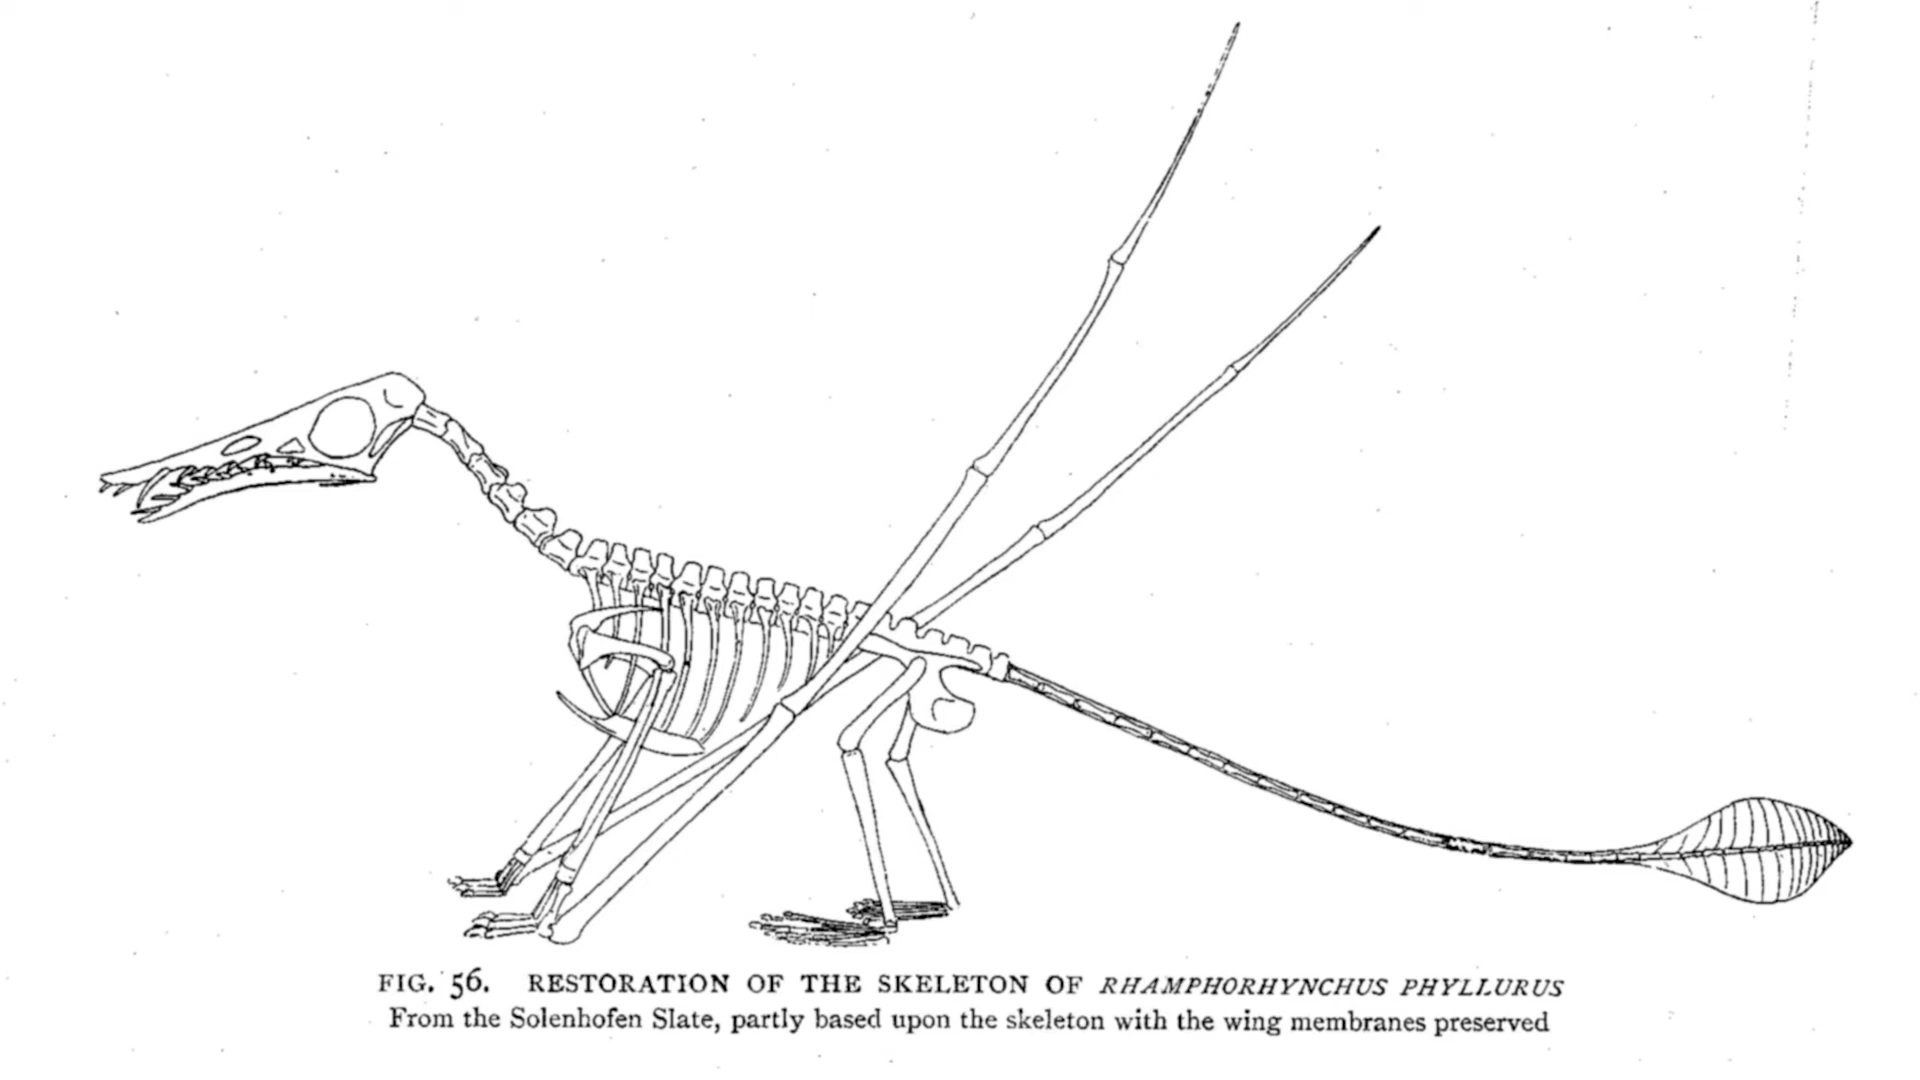 FIG. 56. RESTORATION OF THE SKELETON OF RHAMPHORHYNCHUS PHYLLURUS
From the Solenhofen Slate, partly based upon the skeleton with the wing membranes preserved